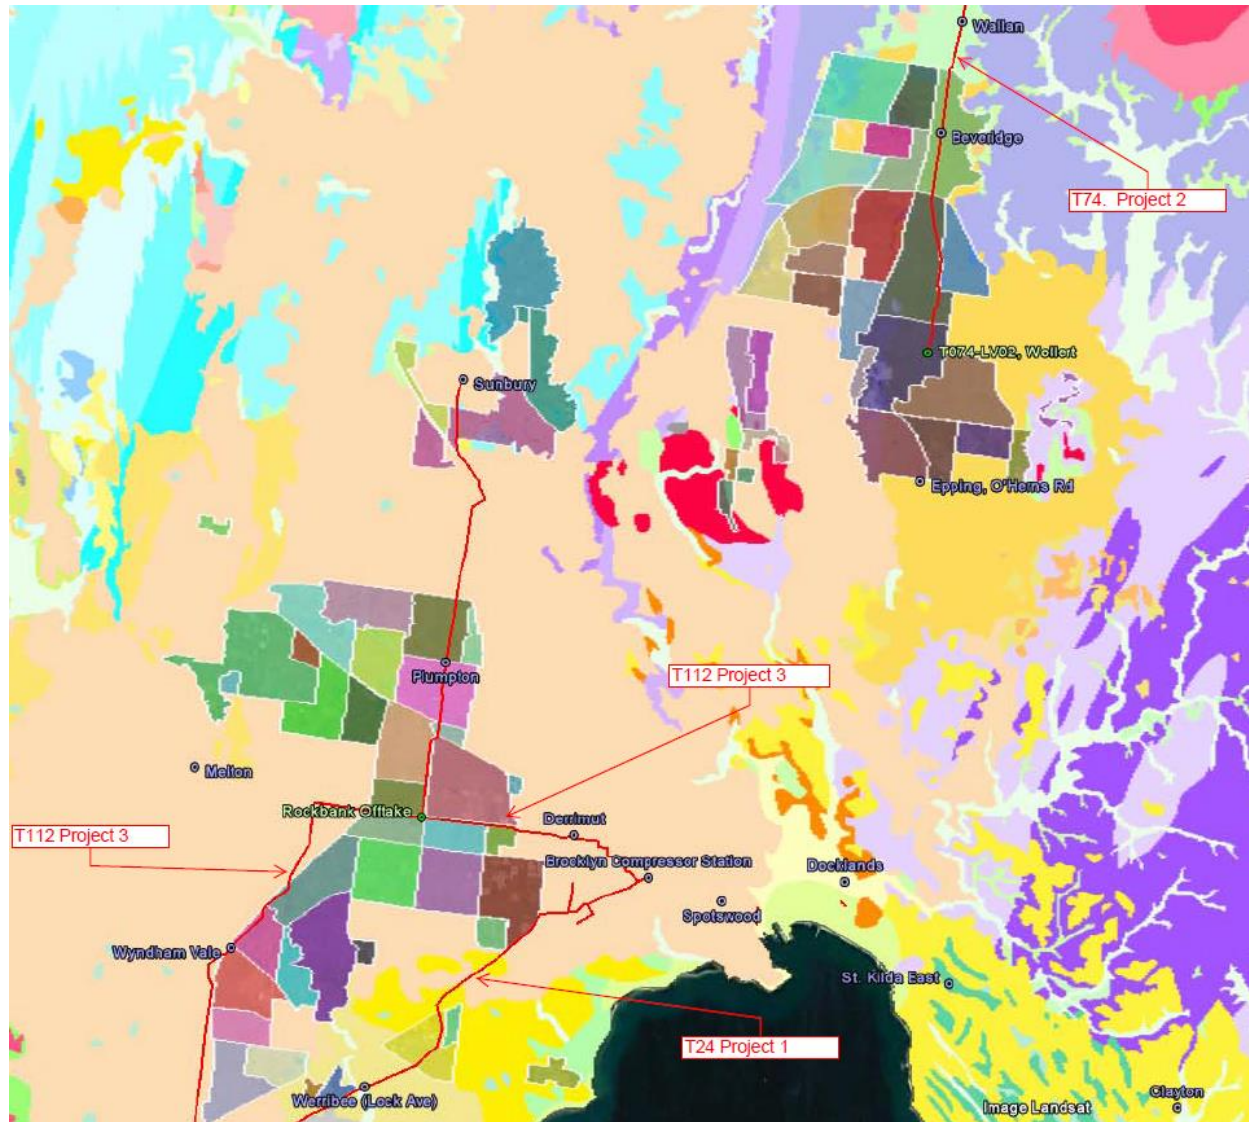 Wallan
Beveridge
T74. Project 2
T074-LV02, Wollert
Sunbury
Epping, O'Herns Rd
Plumpton
T112 Project 3
Melton
Rockbank Offtake
Derrimut
T112 Project 3
Brocklyn Compressor Station
Docklands
Spotswood
Wyndham Vale
St. Kilda East
T24 Project 1
Werribee (Lock Ave)
Clayton
Image Landsat